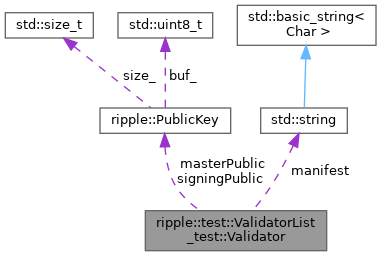 std::size_t
std::uint8_t
std::basic_string<
Char >
size_
buf_
ripple::PublicKey
std::string
masterPublic
signingPublic
manifest
ripple::test::ValidatorList
_test::Validator